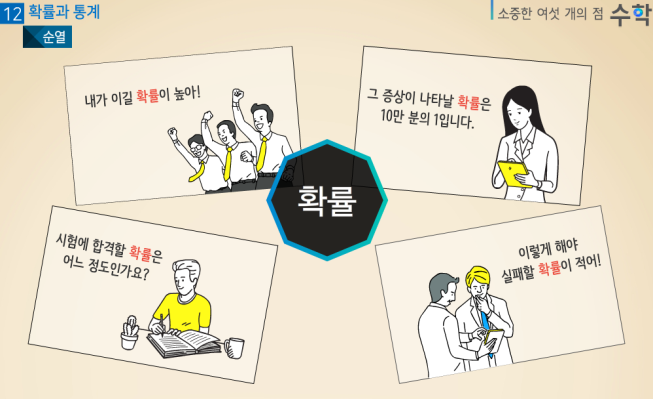 12 확률과 통계
순열
소중한 여섯 개의 점 수학
내가 이길 확률이 높아!
그 증상이 나타날 확률은
10만 분의 1입니다.
확률
시험에 합격할 확률은
어느 정도인가요?
이렇게 해야
실패할 확률이 적어!